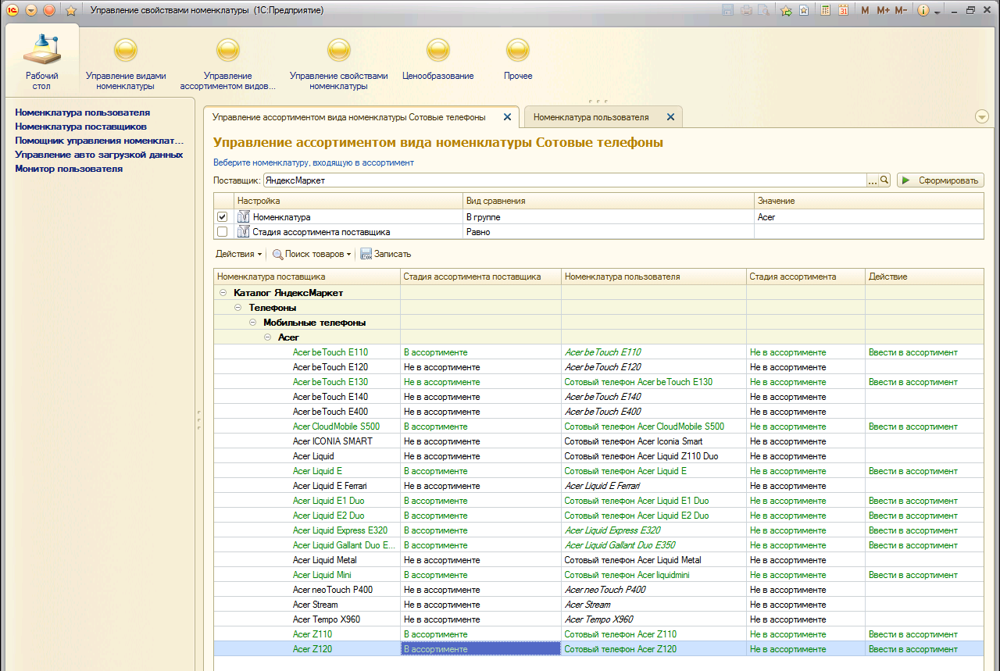 Управление свойствами номенклатуры (1С:Предприятие)
31 M M+ M-
Рабочий стол
Управление видами номенклатуры
Управление ассортиментом видов...
Управление свойствами номенклатуры
Ценообразование
Прочее
Номенклатура пользователя
Номенклатура поставщиков
Помощник управления номенклат...
Управление авто загрузкой данных
Монитор пользователя
Управление ассортиментом вида номенклатуры Сотовые телефоны
Номенклатура пользователя
Управление ассортиментом вида номенклатуры Сотовые телефоны
Веберите номенклатуру, входящую в ассортимент
Поставщик: ЯндексМаркет ... Сформировать
Настройка Вид сравнения Значение
Номенклатура В группе Acer
Стадия ассортимента поставщика Равно
Действия Поиск товаров Записать
Номенклатура поставщика Стадия ассортимента поставщика Номенклатура пользователя Стадия ассортимента Действие
Каталог ЯндексМаркет
Телефоны
Мобильные телефоны
Acer
Acer beTouch E110 В ассортименте Acer beTouch E110 Не в ассортименте Ввести в ассортимент
Acer beTouch E120 Не в ассортименте Acer beTouch E120 Не в ассортименте
Acer beTouch E130 Не в ассортименте Сотовый телефон Acer beTouch E130 Не в ассортименте Ввести в ассортимент
Acer beTouch E140 Не в ассортименте Acer beTouch E140 Не в ассортименте
Acer beTouch E400 Не в ассортименте Acer beTouch E400 Не в ассортименте
Acer CloudMobile S500 В ассортименте Сотовый телефон Acer CloudMobile S500 Не в ассортименте Ввести в ассортимент
Acer ICONIA SMART Не в ассортименте Сотовый телефон Acer Iconia Smart Не в ассортименте
Acer Liquid Не в ассортименте Сотовый телефон Acer Liquid Z110 Duo Не в ассортименте
Acer Liquid E В ассортименте Сотовый телефон Acer Liquid E Не в ассортименте Ввести в ассортимент
Acer Liquid E Ferrari Не в ассортименте Acer Liquid E Ferrari Не в ассортименте
Acer Liquid E1 Duo В ассортименте Сотовый телефон Acer Liquid E1 Duo Не в ассортименте Ввести в ассортимент
Acer Liquid E2 Duo В ассортименте Сотовый телефон Acer Liquid E2 Duo Не в ассортименте Ввести в ассортимент
Acer Liquid Express E320 В ассортименте Acer Liquid Express E320 Не в ассортименте Ввести в ассортимент
Acer Liquid Gallant Duo E... В ассортименте Acer Liquid Gallant Duo E350 Не в ассортименте Ввести в ассортимент
Acer Liquid Metal Не в ассортименте Сотовый телефон Acer Liquid Metal Не в ассортименте
Acer Liquid Mini В ассортименте Сотовый телефон Acer liquidmini Не в ассортименте Ввести в ассортимент
Acer neoTouch P400 Не в ассортименте Acer neoTouch P400 Не в ассортименте
Acer Stream Не в ассортименте Acer Stream Не в ассортименте
Acer Tempo X960 Не в ассортименте Acer Tempo X960 Не в ассортименте
Acer Z110 В ассортименте Сотовый телефон Acer Z110 Не в ассортименте Ввести в ассортимент
Acer Z120 В ассортименте Сотовый телефон Acer Z120 Не в ассортименте Ввести в ассортимент